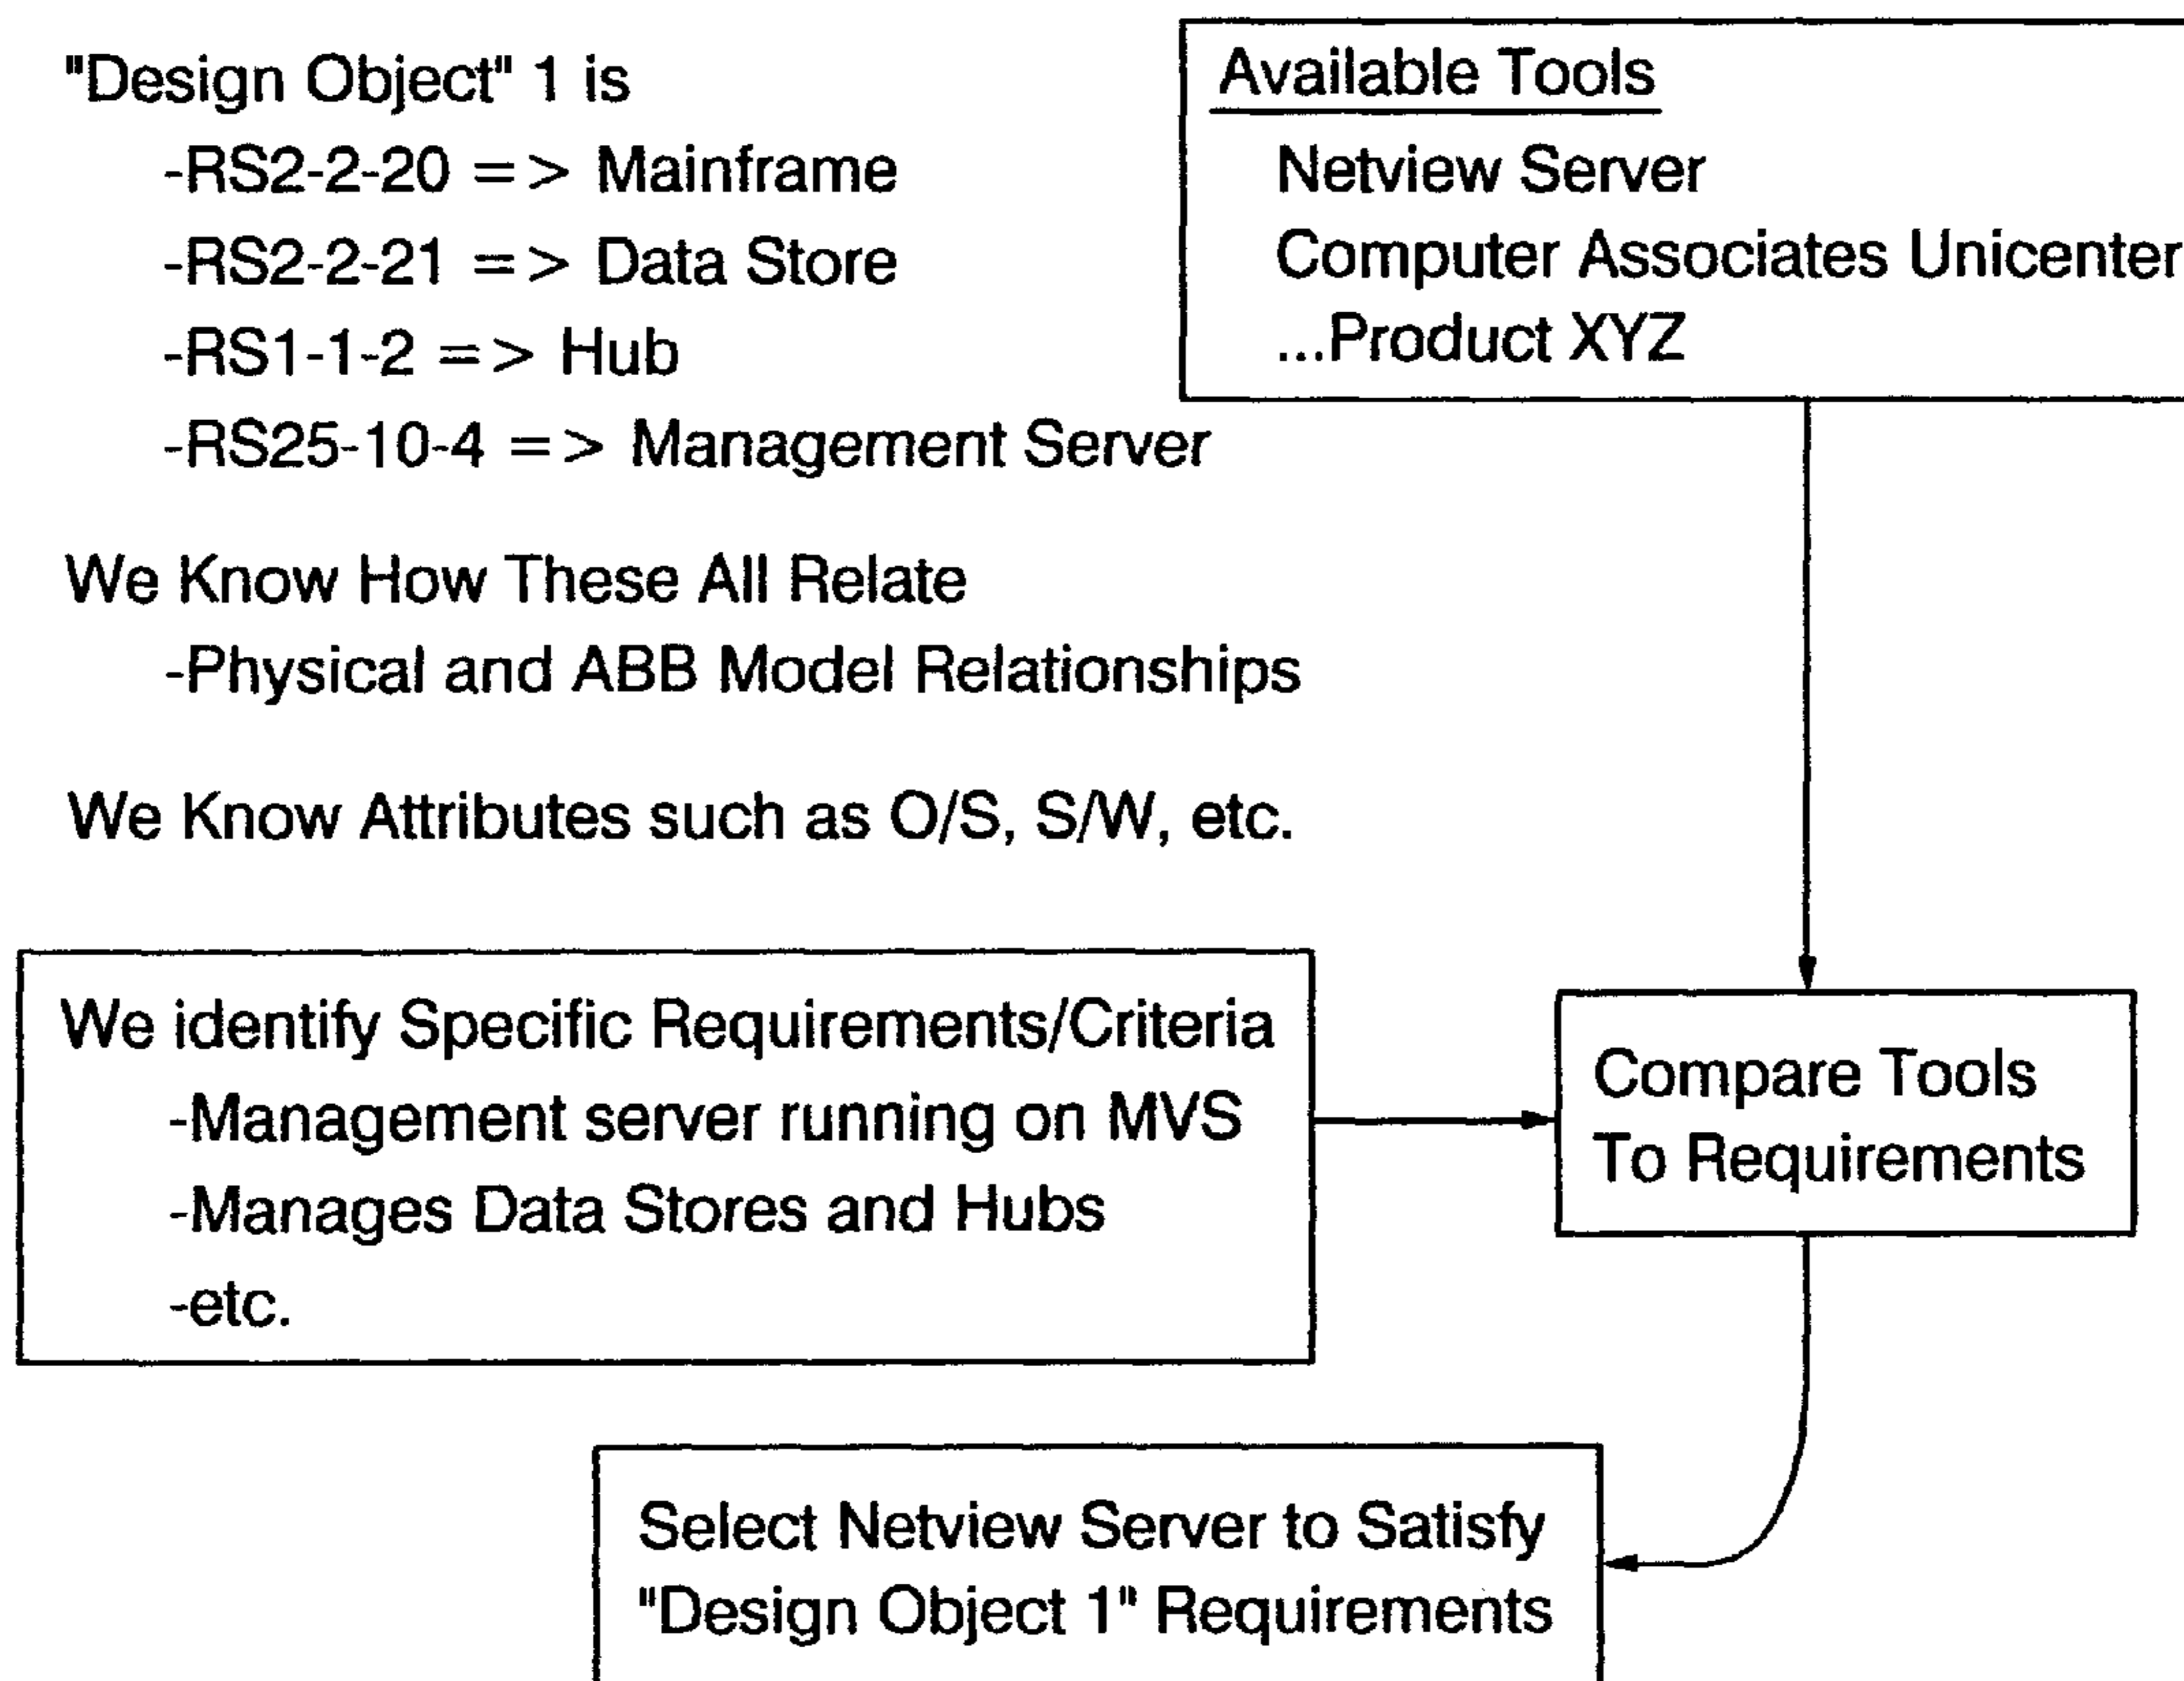 "Design Object" 1 is
-RS2-2-20 = > Mainframe
-RS2-2-21 = > Data Store
-RS1-1-2 = > Hub
-RS25-10-4 = > Management Server
We Know How These All Relate
-Physical and ABB Model Relationships
We Know Attributes such as O/S, S/W, etc.
Available Tools
Netview Server
Computer Associates Unicenter
...Product XYZ
We identify Specific Requirements/Criteria
-Management server running on MVS
-Manages Data Stores and Hubs
-etc.
Compare Tools
To Requirements
Select Netview Server to Satisfy
"Design Object 1" Requirements